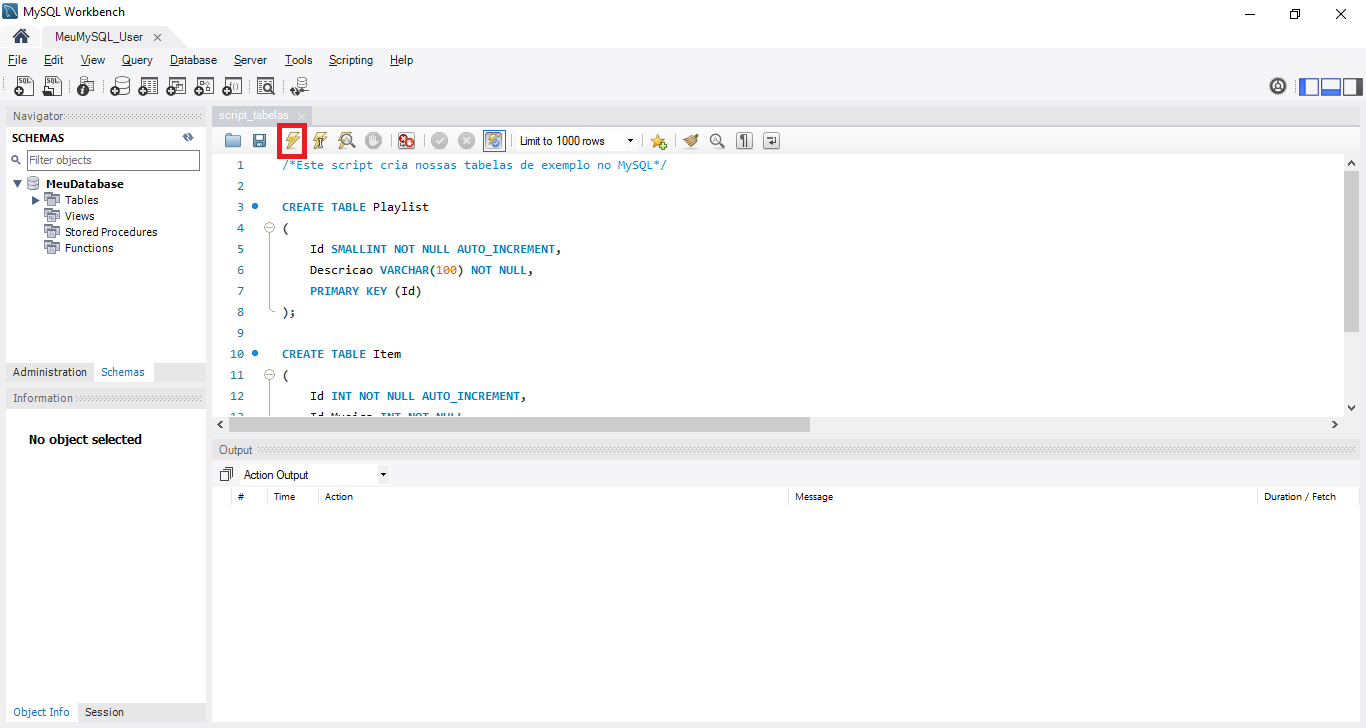 MySQL Workbench
MeuMySQL_User
File Edit View Query Database Server Tools Scripting Help
Navigator
SCHEMAS
Filter objects
MeuDatabase
Tables
Views
Stored Procedures
Functions
Administration Schemas
Information
No object selected
Object Info Session
script_tabelas
Limit to 1000 rows
1 /*Este script cria nossas tabelas de exemplo no MySQL*/
2
3 CREATE TABLE Playlist
4 (
5 Id SMALLINT NOT NULL AUTO_INCREMENT,
6 Descricao VARCHAR(100) NOT NULL,
7 PRIMARY KEY (Id)
8 );
9
10 CREATE TABLE Item
11 (
12 Id INT NOT NULL AUTO_INCREMENT,
Output
Action Output
# Time Action Message Duration / Fetch